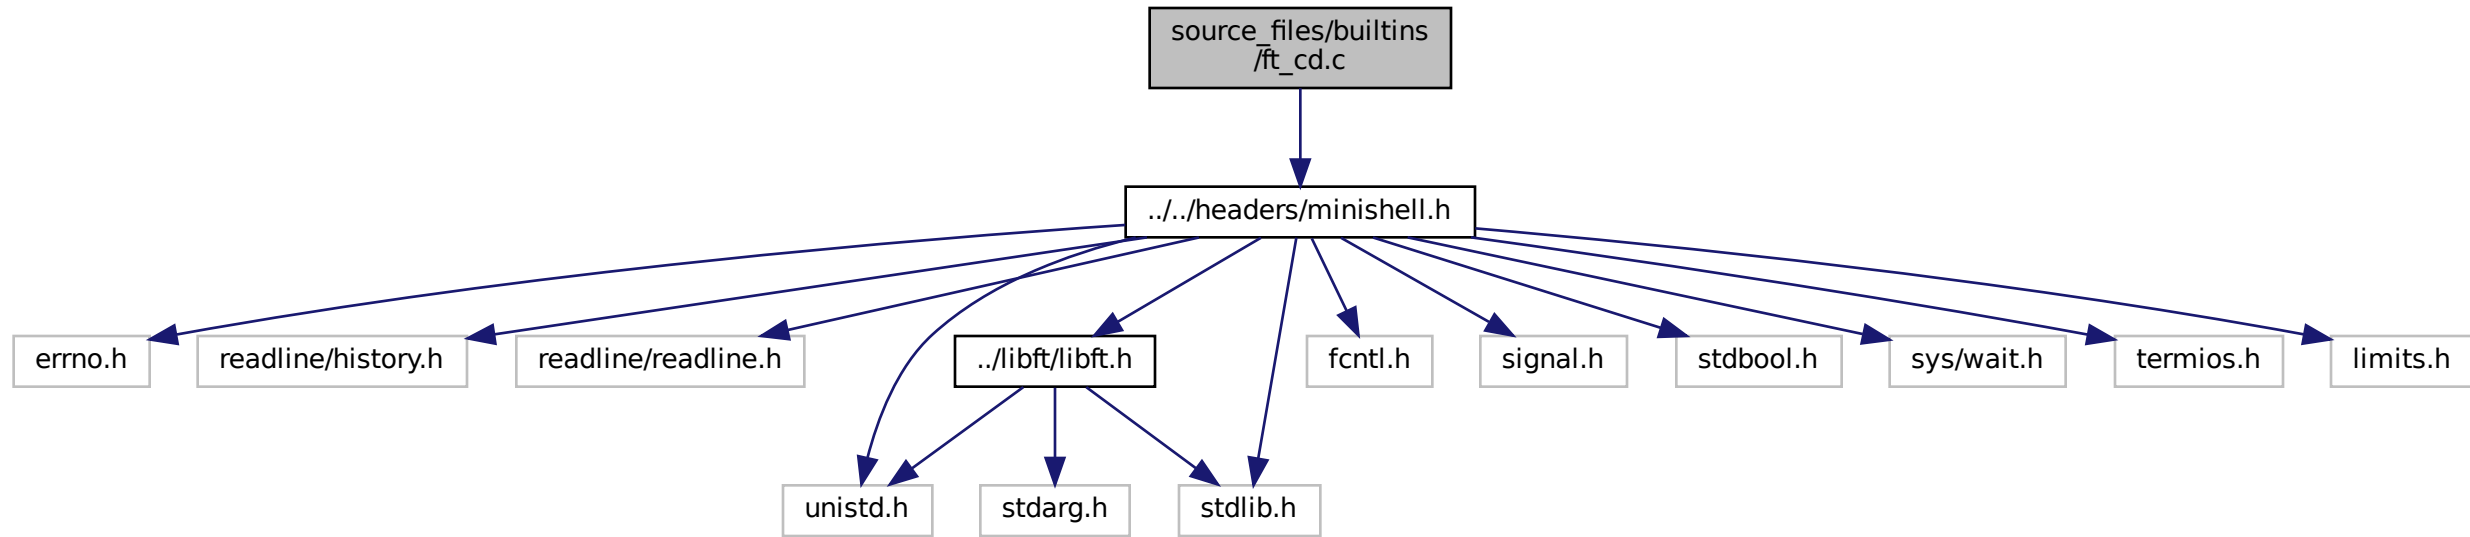 source_files/builtins
/ft_cd.c
../../headers/minishell.h
errno.h
readline/history.h
readline/readline.h
../libft/libft.h
fcntl.h
signal.h
stdbool.h
sys/wait.h
termios.h
limits.h
unistd.h
stdarg.h
stdlib.h